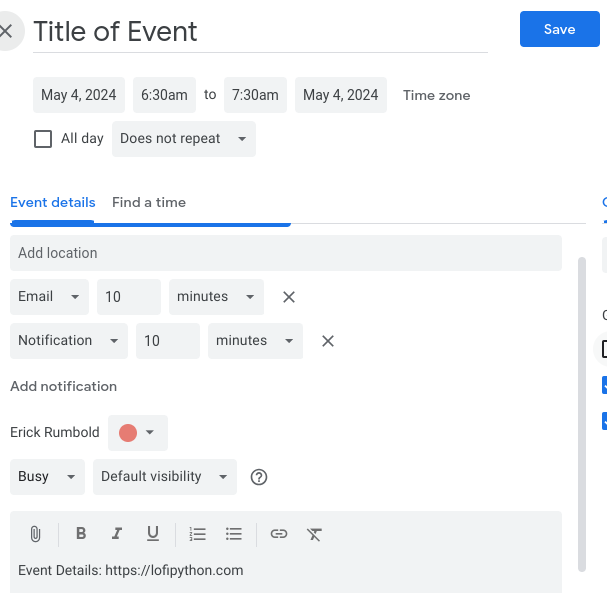 Title of Event
Save
May 4, 2024 6:30am to 7:30am May 4, 2024 Time zone
All day Does not repeat
Event details Find a time
Add location
Email 10 minutes
Notification 10 minutes
Add notification
Erick Rumbold
Busy Default visibility
B I U
Event Details: https://lofipython.com